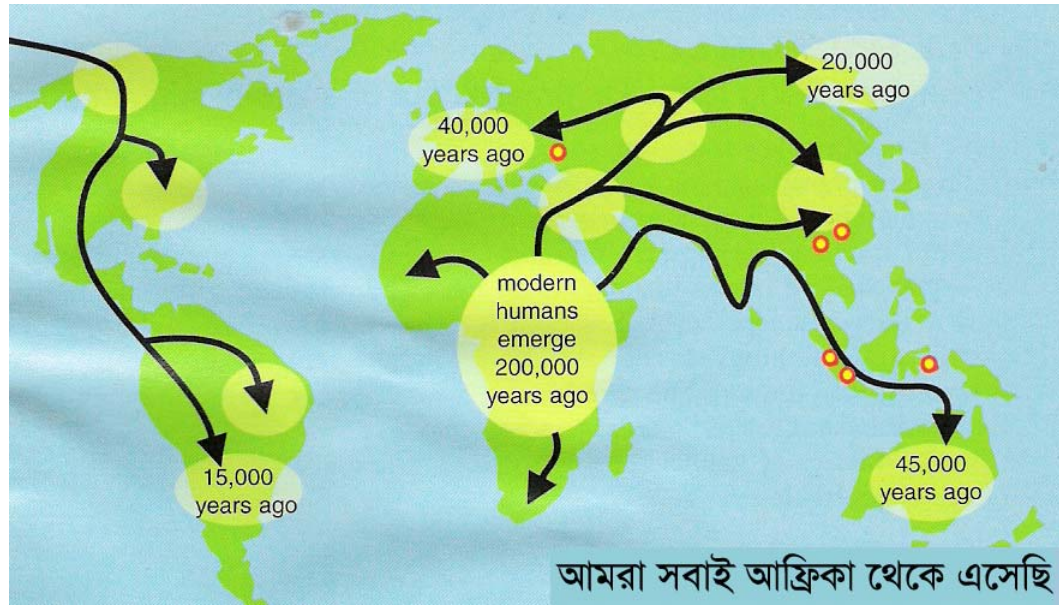 20,000
years ago
40,000
years ago
modern
humans
emerge
200,000
years ago
15,000
years ago
45,000
years ago
আমরা সবাই আফ্রিকা থেকে এসেছি